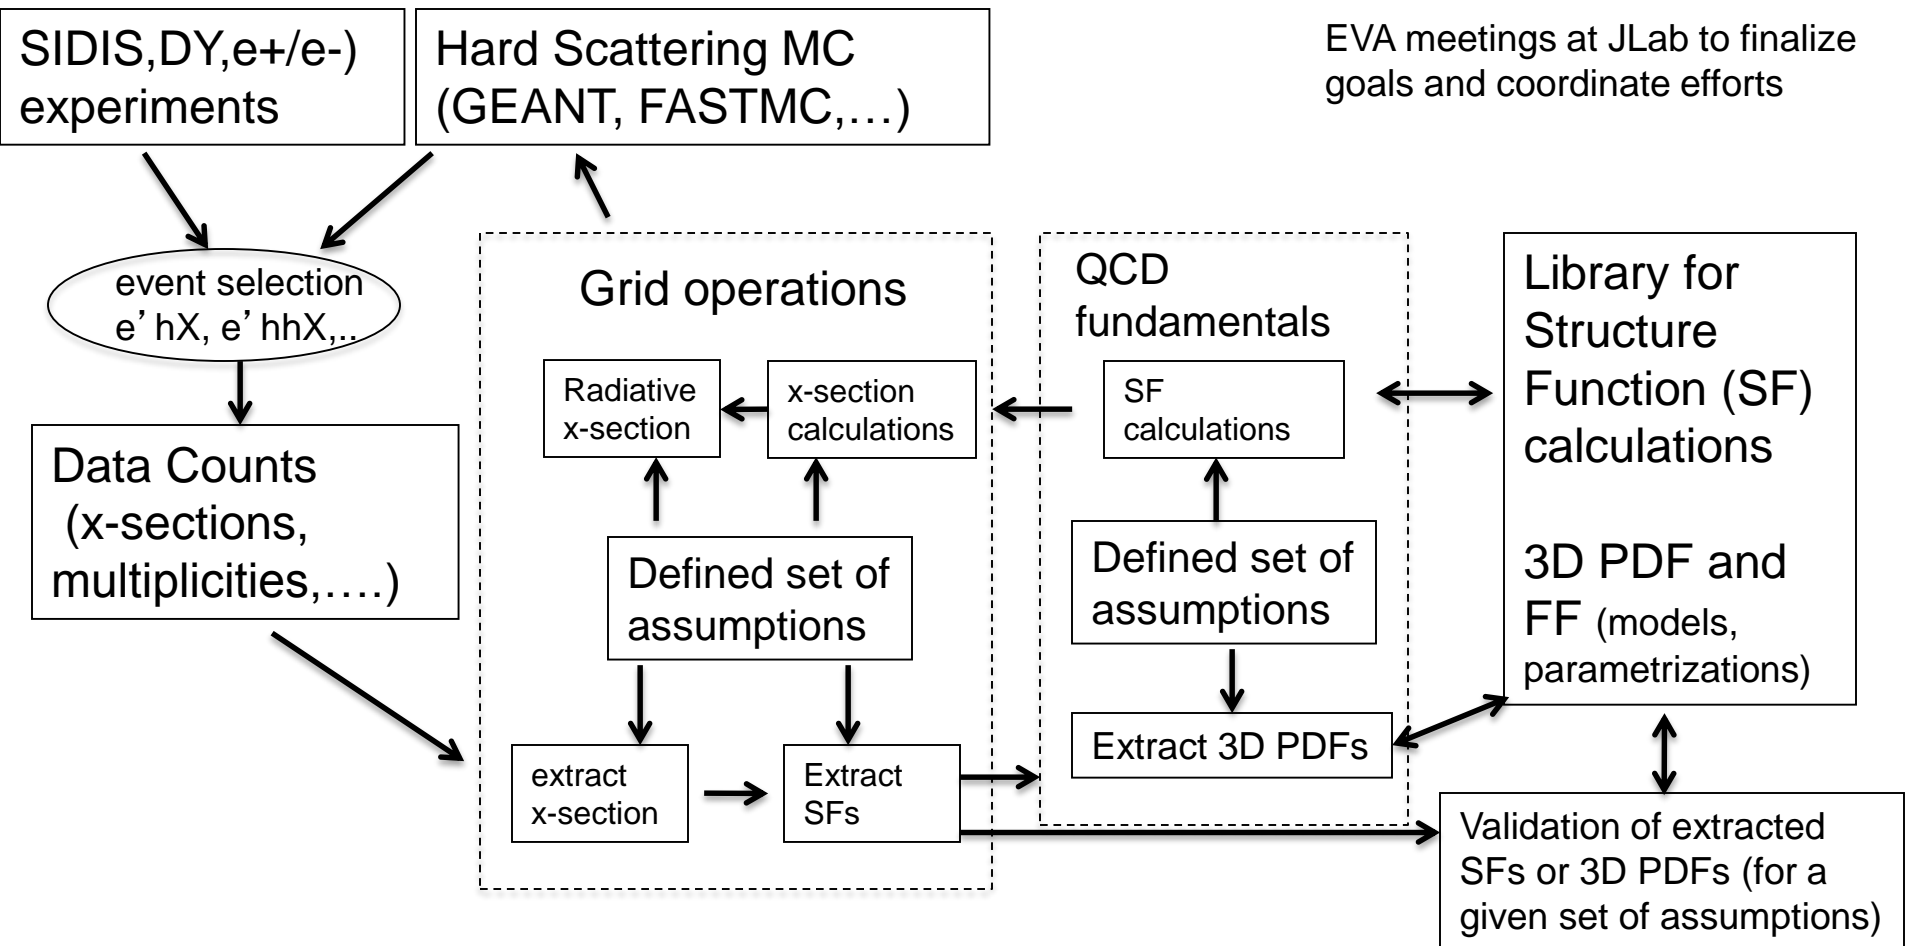 SIDIS,DY,e+/e-)
experiments
Hard Scattering MC
(GEANT, FASTMC,…)
EVA meetings at JLab to finalize
goals and coordinate efforts
event selection
e’ hX, e’ hhX,..
Data Counts
(x-sections,
multiplicities,….)
Grid operations
Radiative
x-section
x-section
calculations
Defined set of
assumptions
extract
x-section
Extract
SFs
QCD
fundamentals
SF
calculations
Defined set of
assumptions
Extract 3D PDFs
Library for
Structure
Function (SF)
calculations
3D PDF and
FF (models,
parametrizations)
Validation of extracted
SFs or 3D PDFs (for a
given set of assumptions)